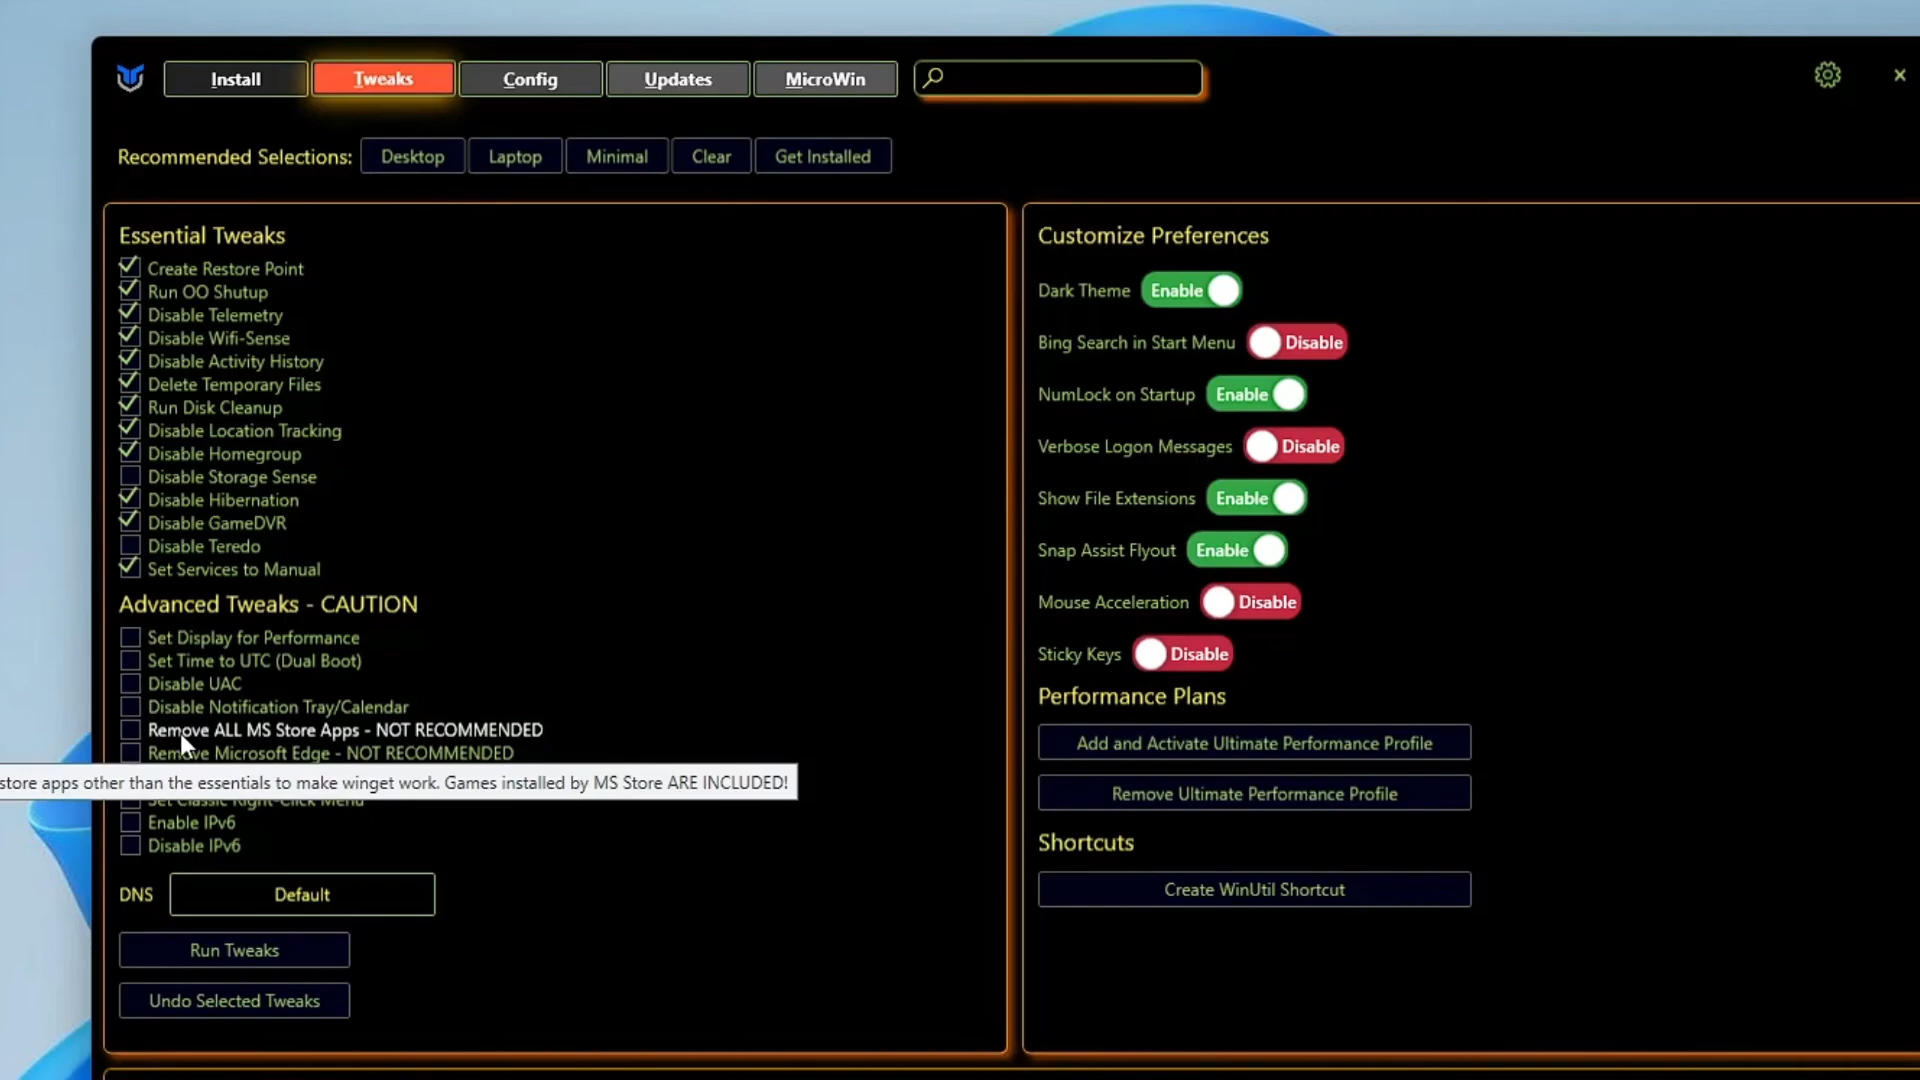 Install
Tweaks
Config
Updates
MicroWin
Recommended Selections:
Desktop
Laptop
Minimal
Clear
Get Installed
Essential Tweaks
Create Restore Point
Run OO Shutup
Disable Telemetry
Disable Wifi-Sense
Disable Activity History
Delete Temporary Files
Run Disk Cleanup
Disable Location Tracking
Disable Homegroup
Disable Storage Sense
Disable Hibernation
Disable GameDVR
Disable Teredo
Set Services to Manual
Advanced Tweaks - CAUTION
Set Display for Performance
Set Time to UTC (Dual Boot)
Disable UAC
Disable Notification Tray/Calendar
Remove ALL MS Store Apps - NOT RECOMMENDED
Remove Microsoft Edge - NOT RECOMMENDED
store apps other than the essentials to make winget work. Games installed by MS Store ARE INCLUDED!
Set Classic Right-Click Menu
Enable IPv6
Disable IPv6
DNS
Default
Run Tweaks
Undo Selected Tweaks
Customize Preferences
Dark Theme Enable
Bing Search in Start Menu Disable
NumLock on Startup Enable
Verbose Logon Messages Disable
Show File Extensions Enable
Snap Assist Flyout Enable
Mouse Acceleration Disable
Sticky Keys Disable
Performance Plans
Add and Activate Ultimate Performance Profile
Remove Ultimate Performance Profile
Shortcuts
Create WinUtil Shortcut